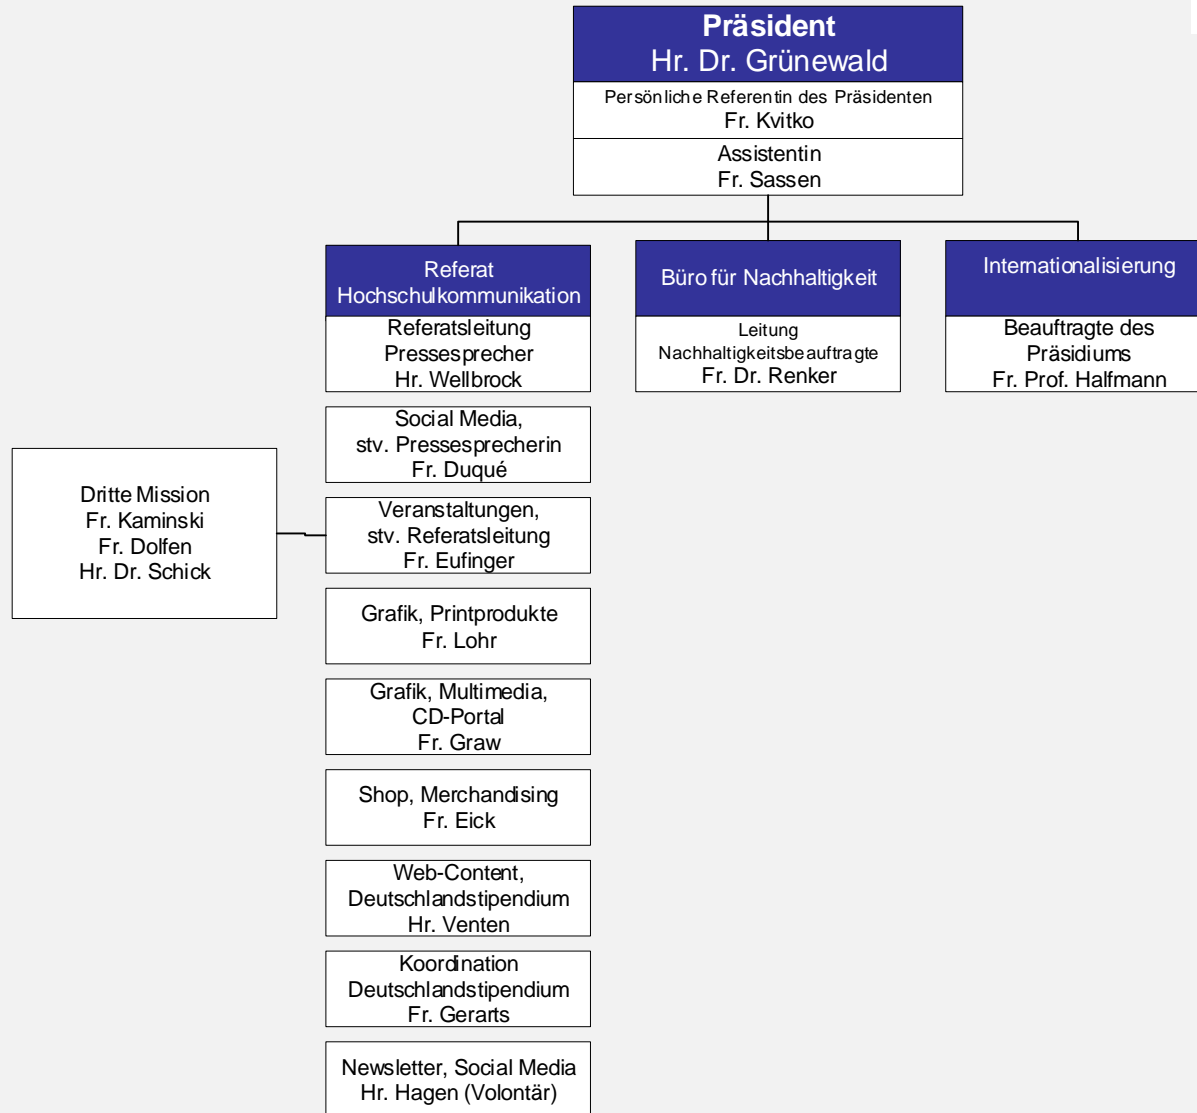 Präsident
Hr. Dr. Grünewald
Persönliche Referentin des Präsidenten
Fr. Kvitko
Assistentin
Fr. Sassen
Referat
Hochschulkommunikation
Referatsleitung
Pressesprecher
Hr. Wellbrock
Social Media,
stv. Pressesprecherin
Fr. Duqué
Veranstaltungen,
stv. Referatsleitung
Fr. Eufinger
Dritte Mission
Fr. Kaminski
Fr. Dolfen
Hr. Dr. Schick
Grafik, Printprodukte
Fr. Lohr
Grafik, Multimedia,
CD-Portal
Fr. Graw
Shop, Merchandising
Fr. Eick
Web-Content,
Deutschlandstipendium
Hr. Venten
Koordination
Deutschlandstipendium
Fr. Gerarts
Newsletter, Social Media
Hr. Hagen (Volontär)
Büro für Nachhaltigkeit
Leitung
Nachhaltigkeitsbeauftragte
Fr. Dr. Renker
Internationalisierung
Beauftragte des
Präsidiums
Fr. Prof. Halfmann